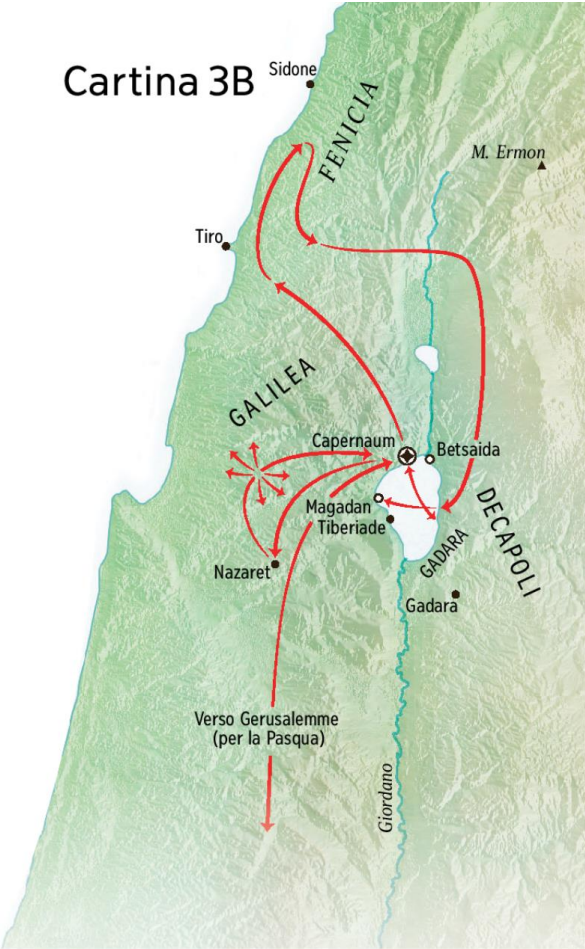 Cartina 3B
Sidone
FENICIA
M. Ermon
Tiro
GALILEA
Capernaum
Betsaida
Magadan
Tiberiade
DECAPOLI
GADARA
Nazaret
Gadara
Verso Gerusalemme
(per la Pasqua)
Giordano